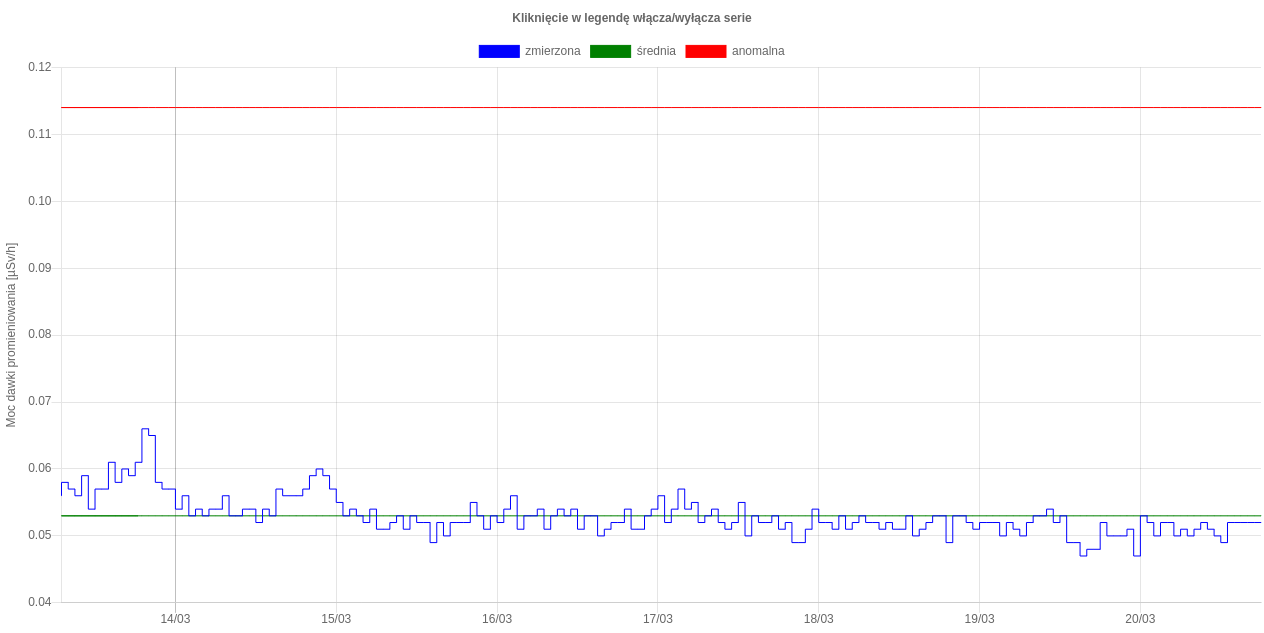 Kliknięcie w legendę włącza/wyłącza serie
zmierzona średnia anomalna
Moc dawki promieniowania [µSv/h]
0.12
0.11
0.10
0.09
0.08
0.07
0.06
0.05
0.04
14/03 15/03 16/03 17/03 18/03 19/03 20/03